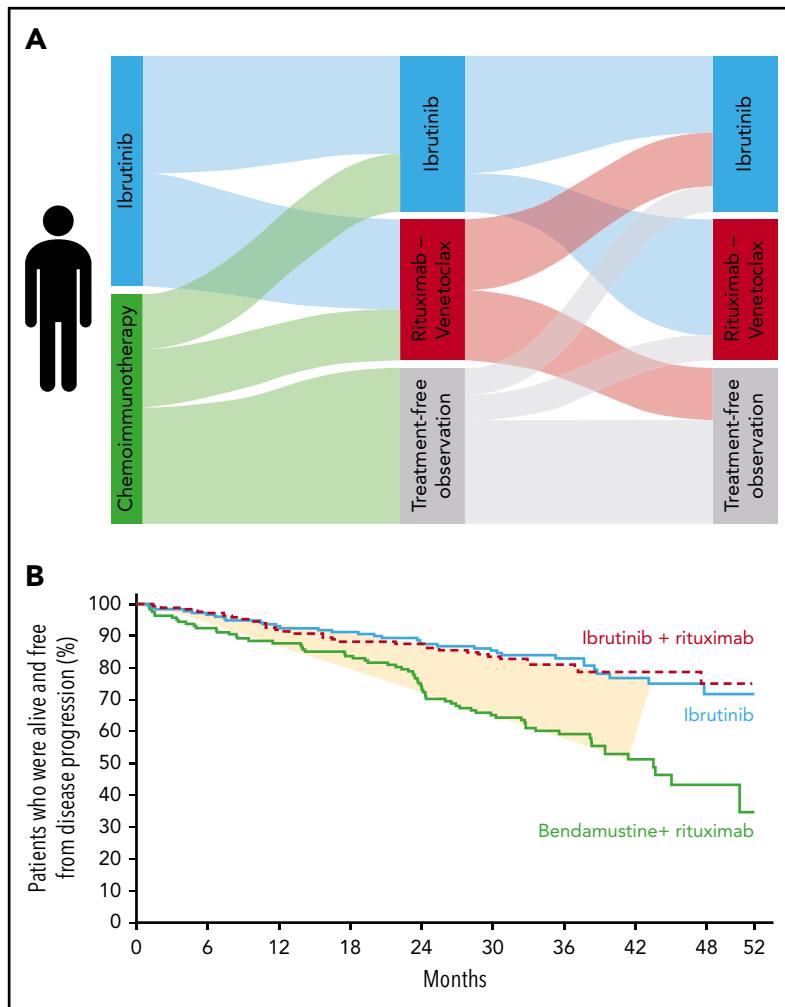 A
Ibrutinib
Chemoimmunotherapy
Ibrutinib
Rituximab –
Venetoclax
Treatment-free
observation
Ibrutinib
Rituximab –
Venetoclax
Treatment-free
observation
B
Patients who were alive and free
from disease progression (%)
100
90
80
70
60
50
40
30
20
10
0
Ibrutinib + rituximab
Ibrutinib
Bendamustine+ rituximab
0 6 12 18 24 30 36 42 48 52
Months